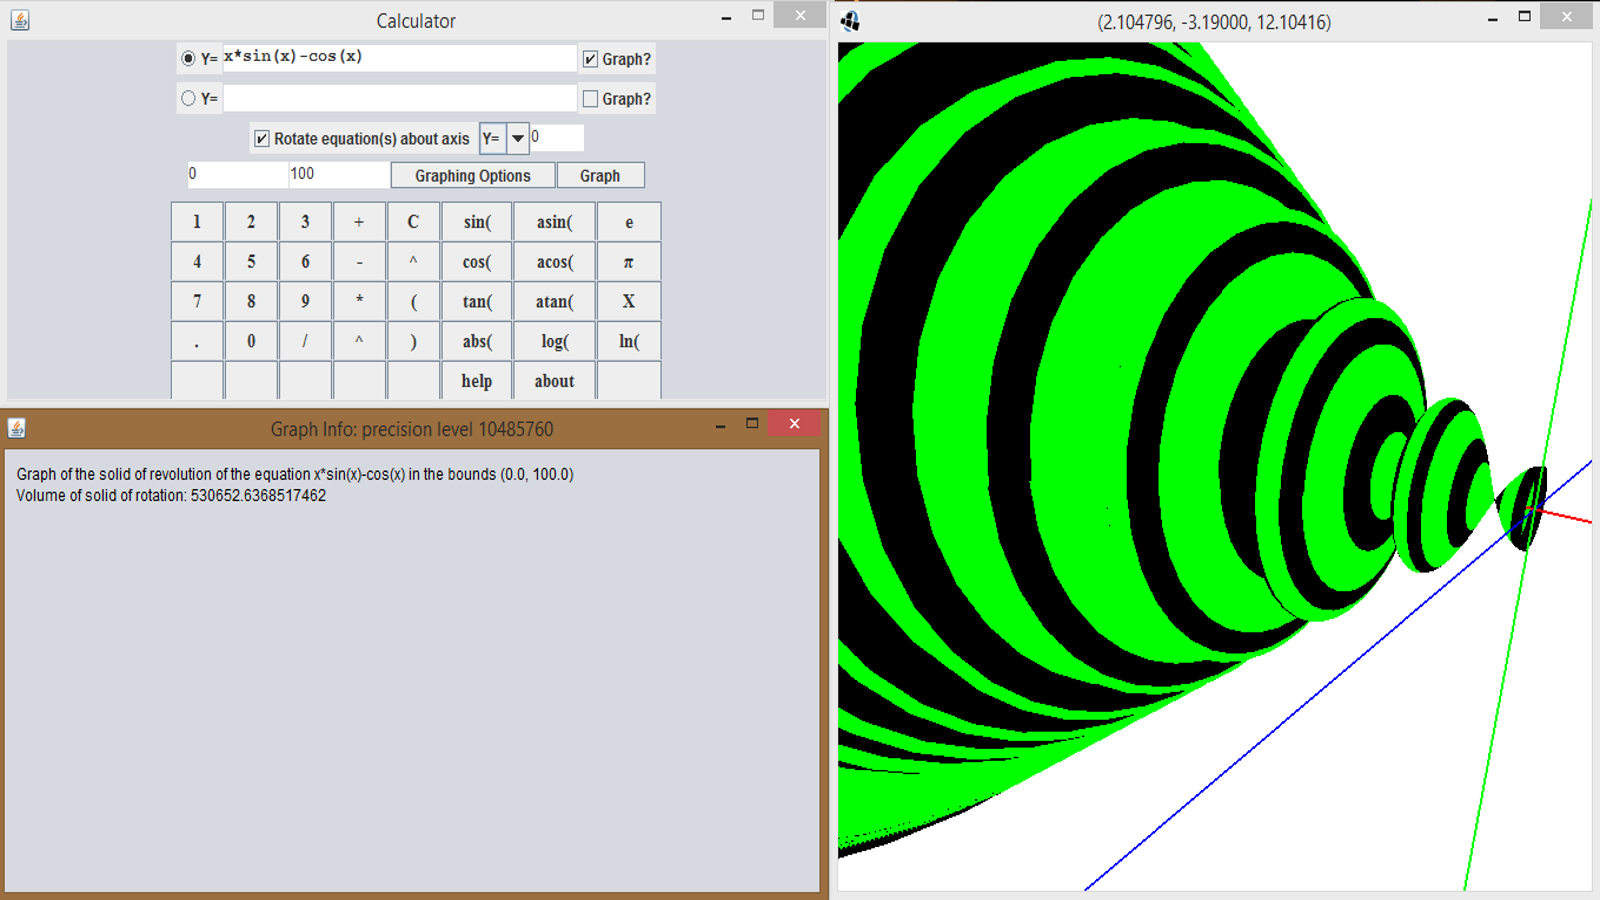 Calculator
Y= x*sin(x)-cos(x) Graph?
Y= Graph?
Rotate equation(s) about axis Y= 0
0 100 Graphing Options Graph
1 2 3 + C sin( asin( e
4 5 6 - ^ cos( acos( π
7 8 9 * ( tan( atan( X
. 0 / ^ ) abs( log( ln(
help about
Graph Info: precision level 10485760
Graph of the solid of revolution of the equation x*sin(x)-cos(x) in the bounds (0.0, 100.0)
Volume of solid of rotation: 530652.6368517462
(2.104796, -3.19000, 12.10416)